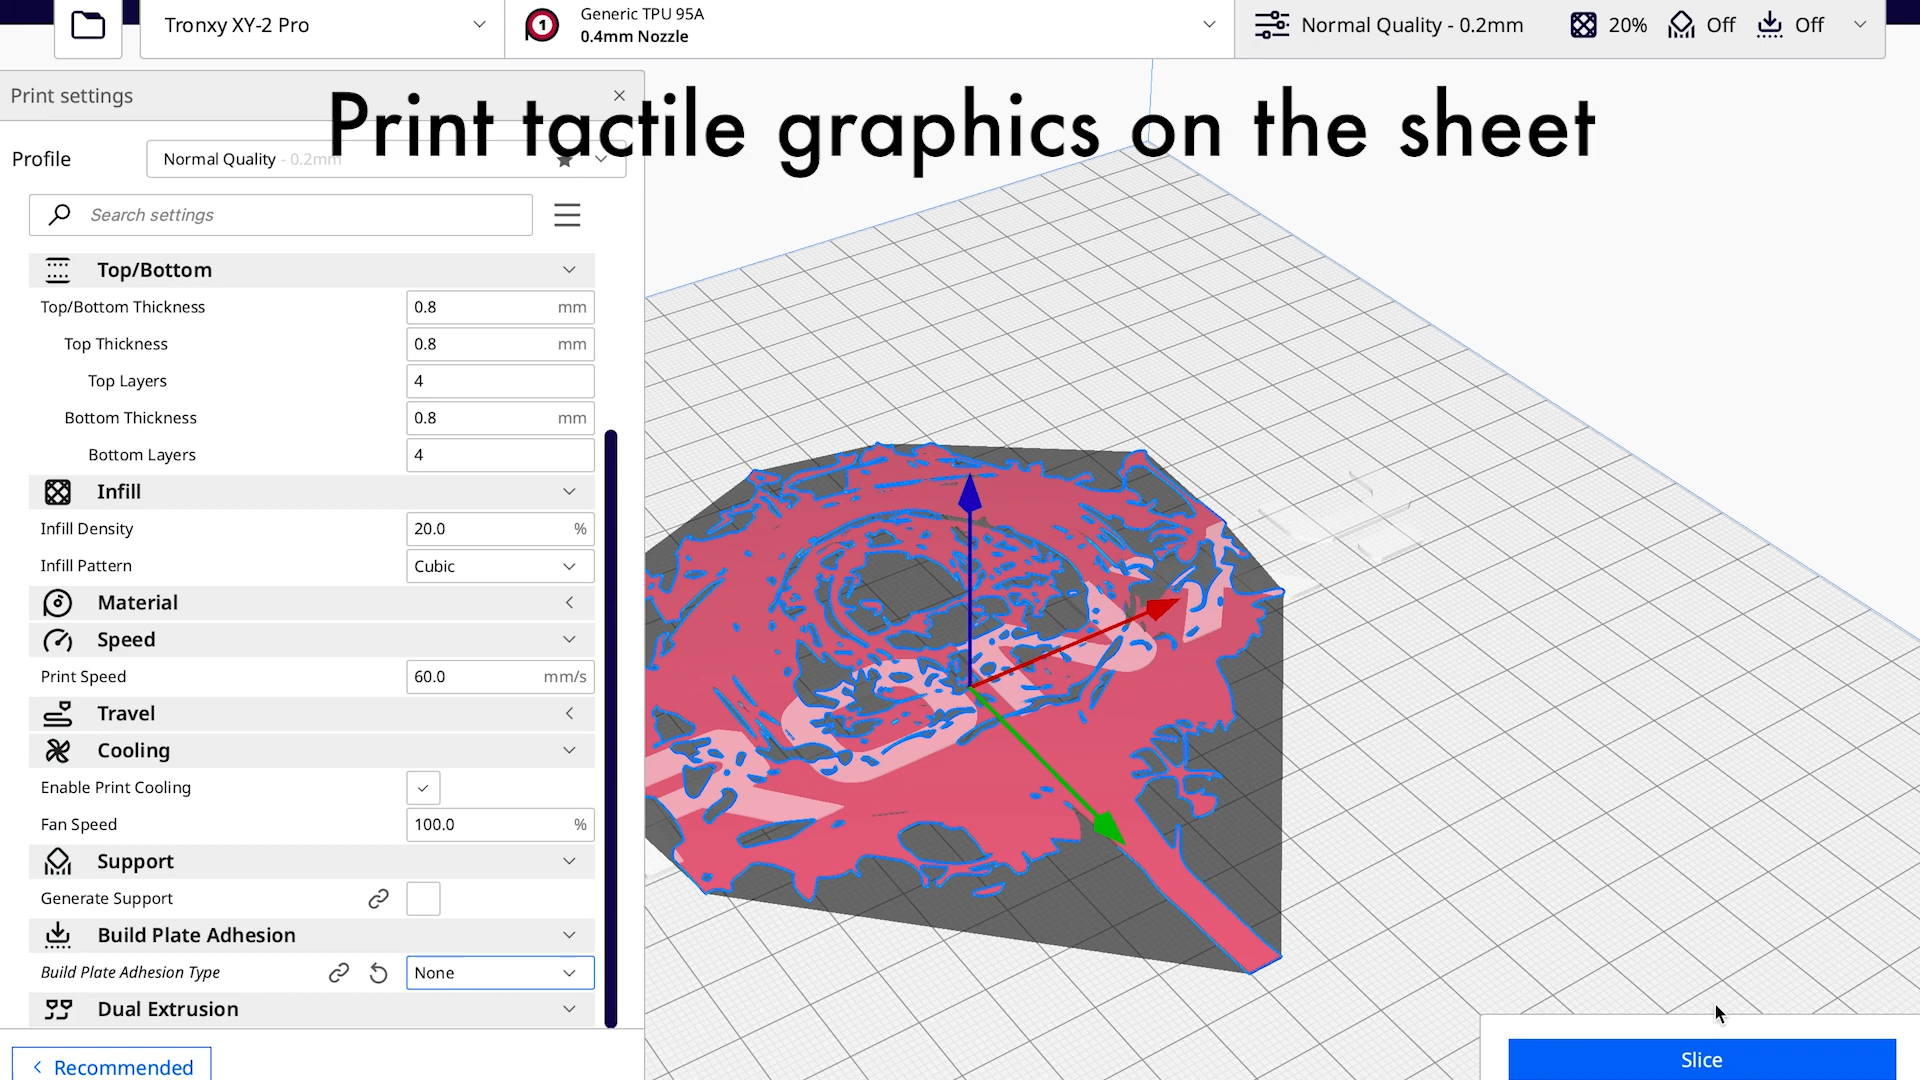 Tronxy XY-2 Pro
1
Generic TPU 95A
0.4mm Nozzle
Normal Quality - 0.2mm
20%
Off
Off
Print settings
Print tactile graphics on the sheet
Profile
Normal Quality - 0.2mm
Search settings
Top/Bottom
Top/Bottom Thickness 0.8 mm
Top Thickness 0.8 mm
Top Layers 4
Bottom Thickness 0.8 mm
Bottom Layers 4
Infill
Infill Density 20.0 %
Infill Pattern Cubic
Material
Speed
Print Speed 60.0 mm/s
Travel
Cooling
Enable Print Cooling
Fan Speed 100.0 %
Support
Generate Support
Build Plate Adhesion
Build Plate Adhesion Type None
Dual Extrusion
Recommended
Slice